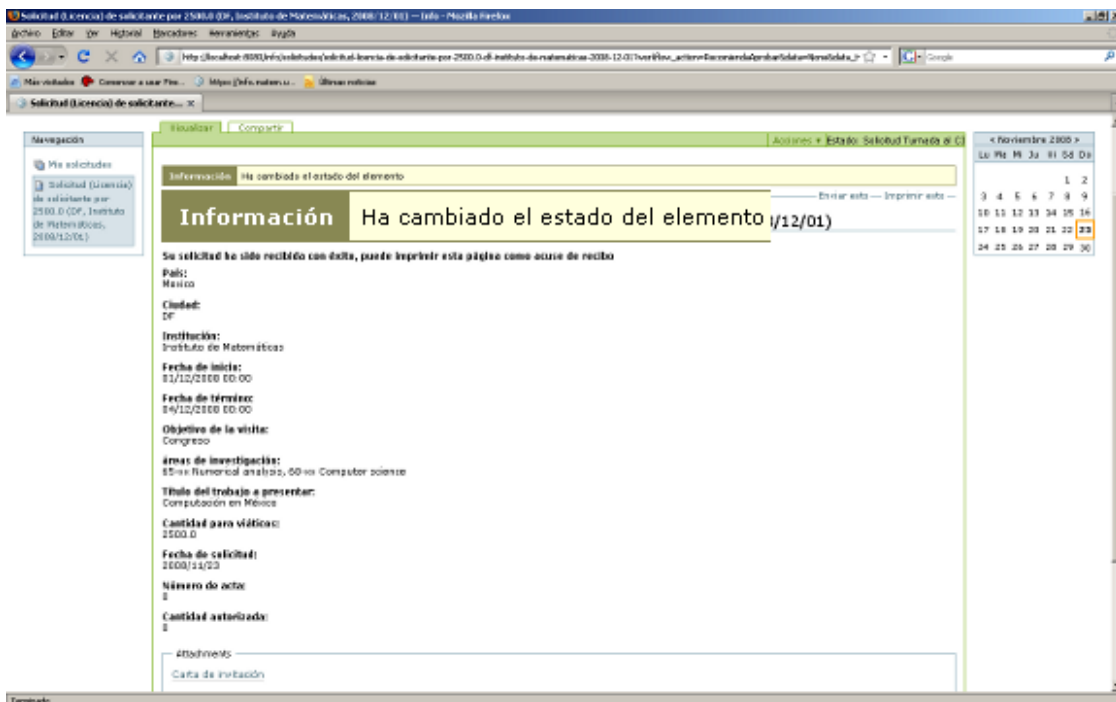 Solicitud (Licencia) de solicitante por 2500.0 (DF, Instituto de Matemáticas, 2008/12/01) — Info - Mozilla Firefox
Archivo Editar Ver Historial Marcadores Herramientas Ayuda
Google
Más visitados Comenzar a usar Fire... Últimas noticias
Solicitud (Licencia) de solicitante...
Visualizar Compartir
Acciones Estado: Solicitud Turnada al CI
Navegación
Mis solicitudes
Solicitud (Licencia)
de solicitante por
2500.0 (DF, Instituto
de Matemáticas,
2008/12/01)
Información Ha cambiado el estado del elemento
Enviar esto — Imprimir esto —
Información Ha cambiado el estado del elemento
/12/01)
Su solicitud ha sido recibida con éxito, puede imprimir esta página como acuse de recibo
País:
Mexico
Ciudad:
DF
Institución:
Instituto de Matemáticas
Fecha de inicio:
01/12/2008 00:00
Fecha de término:
04/12/2008 00:00
Objetivo de la visita:
Congreso
áreas de investigación:
65-xx Numerical analysis, 68-xx Computer science
Título del trabajo a presentar:
Computación en México
Cantidad para viáticos:
2500.0
Fecha de solicitud:
2008/11/23
Número de acta:
Cantidad autorizada:
Attachments
Carta de invitación
« Noviembre 2008 »
Lu Ma Mi Ju Vi Sá Do
1 2
3 4 5 6 7 8 9
10 11 12 13 14 15 16
17 18 19 20 21 22 23
24 25 26 27 28 29 30
Terminado